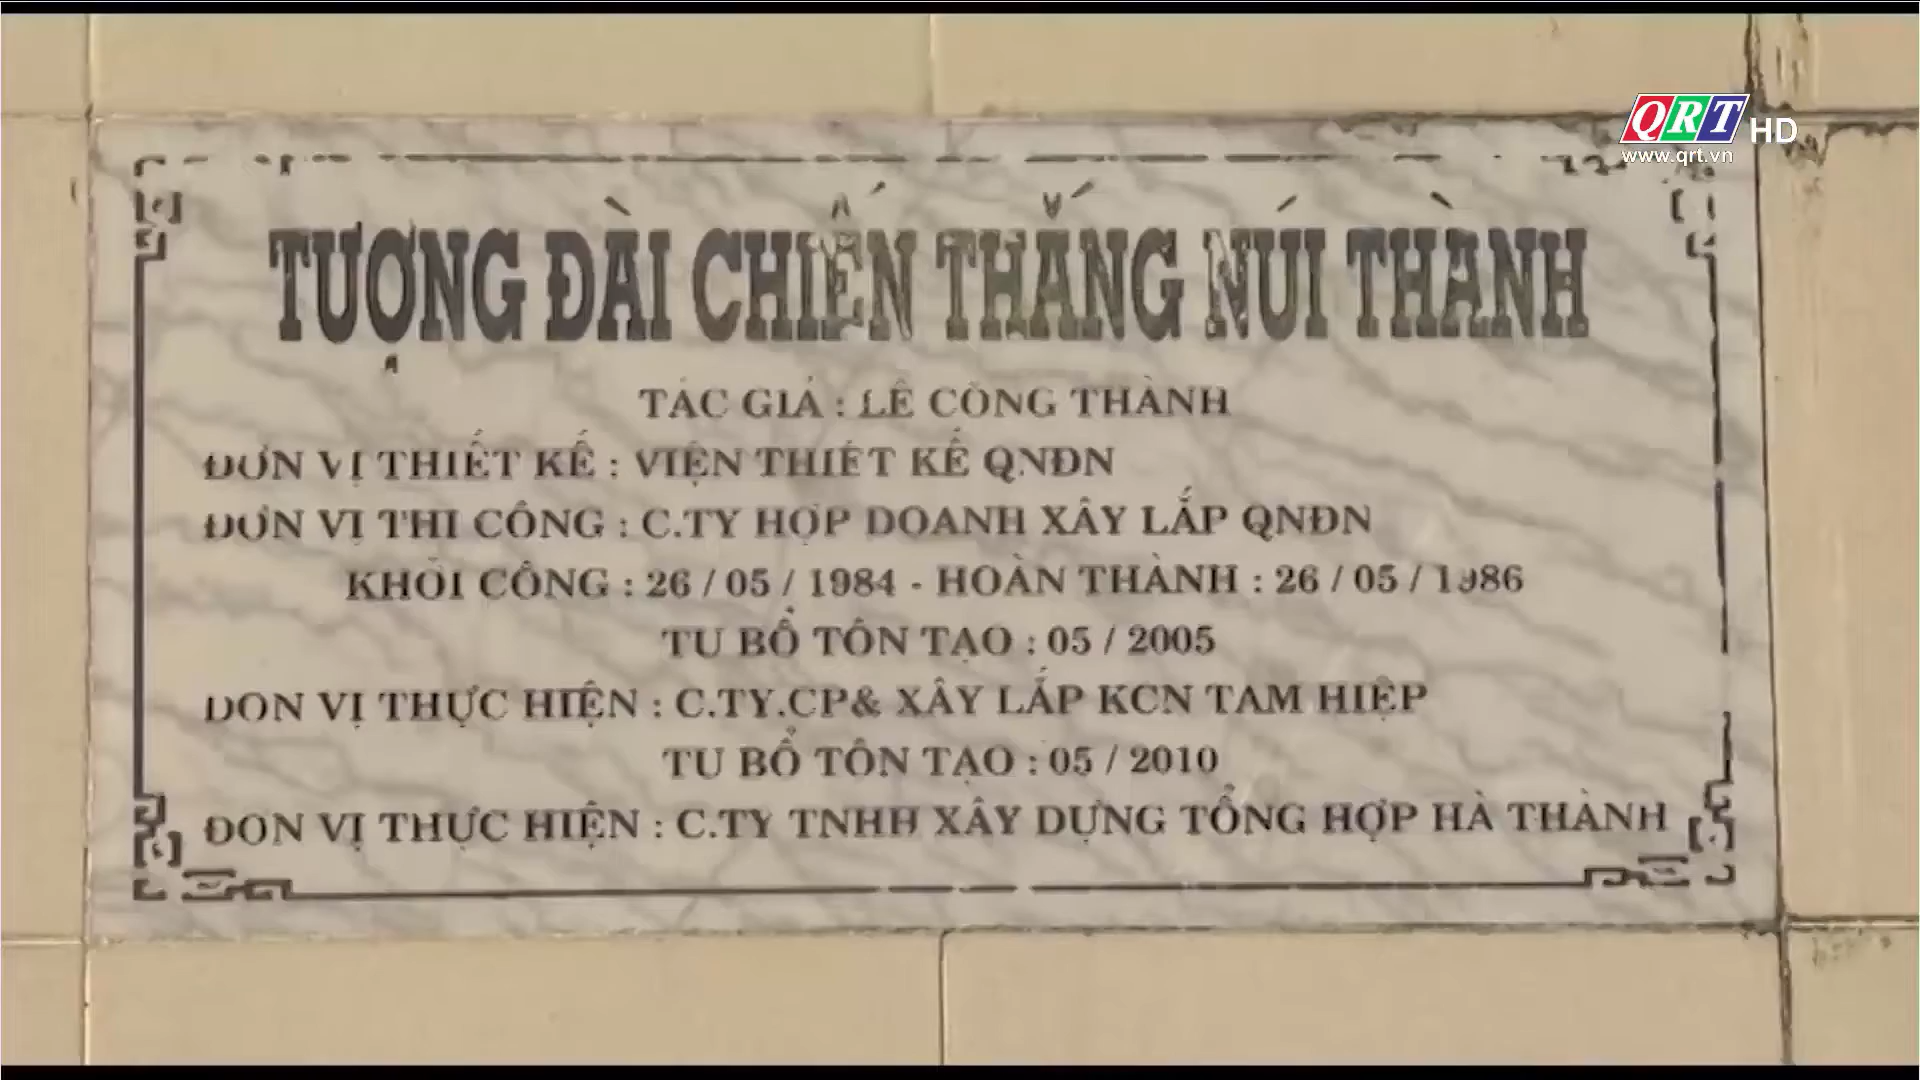 QRT HD
www.qrt.vn
TƯỢNG ĐÀI CHIẾN THẮNG NÚI THÀNH
TÁC GIẢ : LÊ CÔNG THÀNH
ĐƠN VỊ THIẾT KẾ : VIỆN THIẾT KẾ QNĐN
ĐƠN VỊ THI CÔNG : C.TY HỢP DOANH XÂY LẮP QNĐN
KHỞI CÔNG : 26 / 05 / 1984 - HOÀN THÀNH : 26 / 05 / 1986
TU BỔ TÔN TẠO : 05 / 2005
ĐƠN VỊ THỰC HIỆN : C.TY.CP& XÂY LẮP KCN TAM HIỆP
TU BỔ TÔN TẠO : 05 / 2010
ĐƠN VỊ THỰC HIỆN : C.TY TNHH XÂY DỰNG TỔNG HỢP HÀ THÀNH